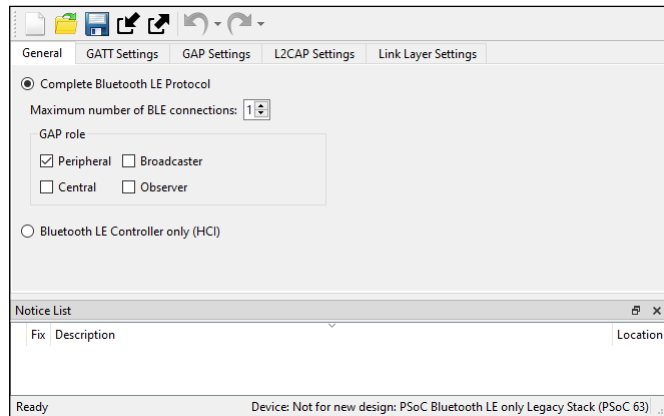 General GATT Settings GAP Settings L2CAP Settings Link Layer Settings
Complete Bluetooth LE Protocol
Maximum number of BLE connections: 1
GAP role
Peripheral Broadcaster
Central Observer
Bluetooth LE Controller only (HCI)
Notice List
Fix Description Location
Ready Device: Not for new design: PSoC Bluetooth LE only Legacy Stack (PSoC 63)